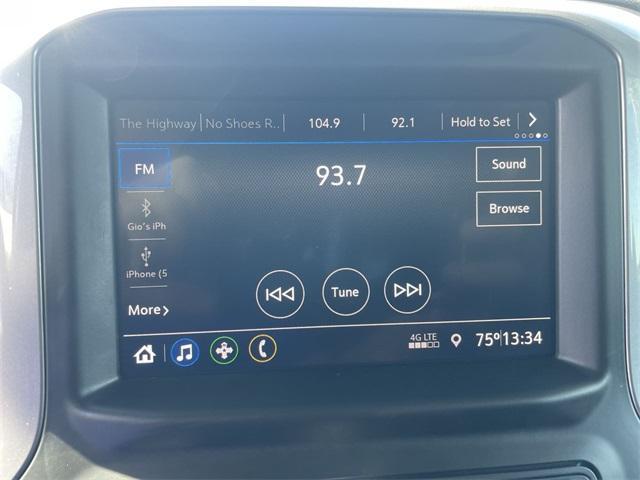 The Highway No Shoes R.. 104.9 92.1 Hold to Set
FM
93.7
Sound
Browse
Gio's iPh
iPhone (5
Tune
More
4G LTE
75° 13:34